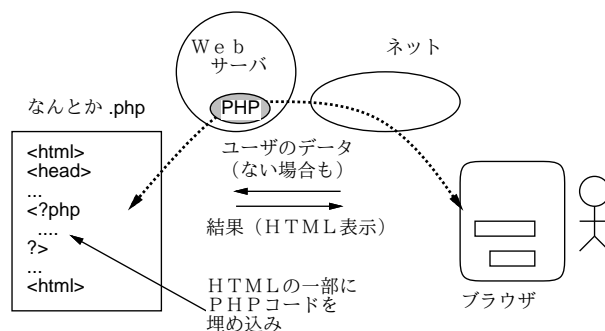 Ｗｅｂ
サーバ
ネット
PHP
なんとか .php
<html>
<head>
...
<?php
....
?>
...
<html>
ユーザのデータ
（ない場合も）
結果（ＨＴＭＬ表示）
ＨＴＭＬの一部に
ＰＨＰコードを
埋め込み
ブラウザ